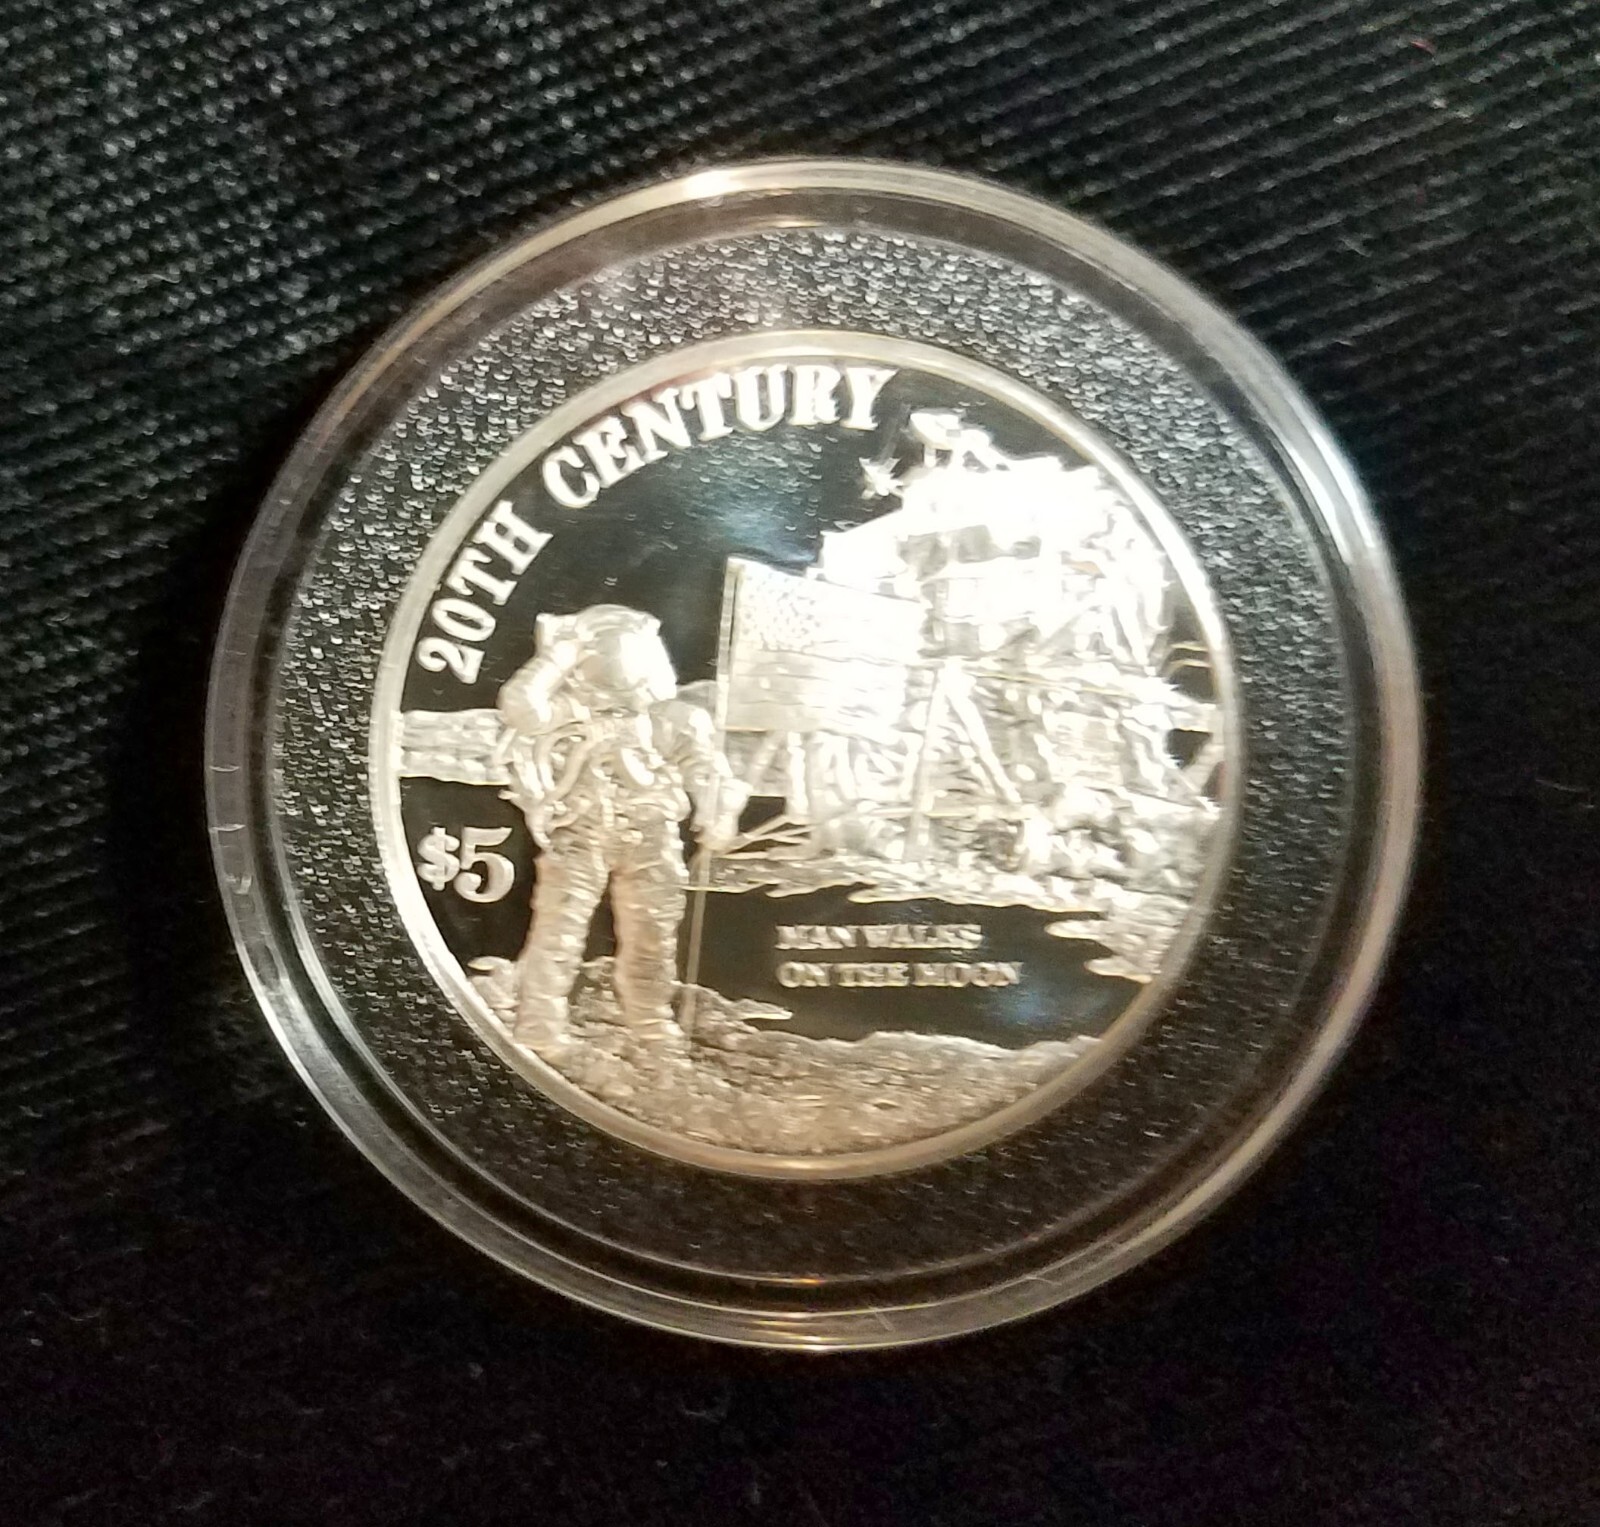 20TH CENTURY
$5
MAN WALKS
ON THE MOON